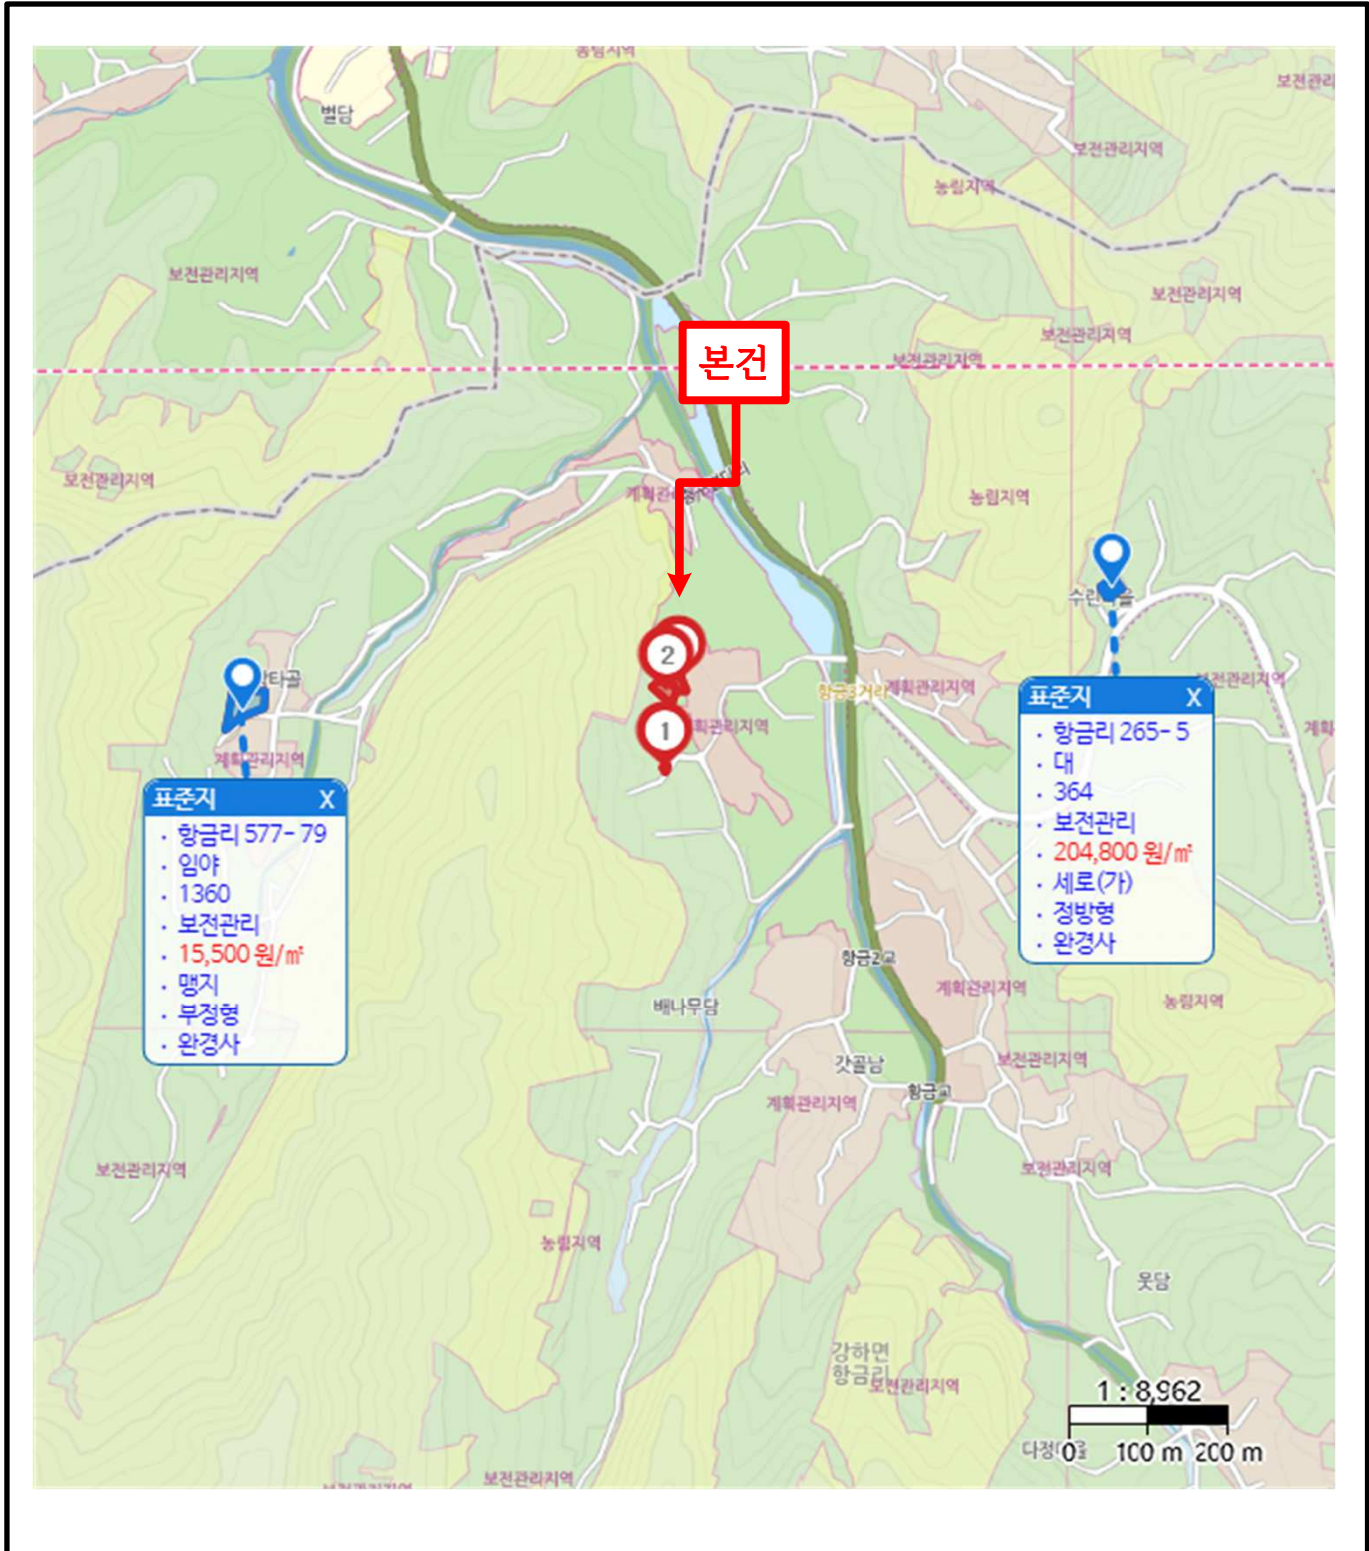 농림지역
보전관리
별담
보전관리지역
농림지역
보전관리지역
보전관리지역
보전관리지역
보전관리지역
본건
보전관리지역
농림지역
수린마을
항금3거리
계획관리지역
보전관리지역
2
1
계획관리지역
계획관리지역
표준지 X
· 항금리 577-79
· 임야
· 1360
· 보전관리
· 15,500 원/㎡
· 맹지
· 부정형
· 완경사
표준지 X
· 항금리 265-5
· 대
· 364
· 보전관리
· 204,800 원/㎡
· 세로(가)
· 정방형
· 완경사
항금2교
계획관리지역
농림지역
배나무담
갓골남
보전관리지역
항금교
계획관리지역
보전관리지역
보전관리지역
농림지역
웃담
강하면
항금리
보전관리지역
1 : 8,962
0 100 m 200 m
보전관리지역